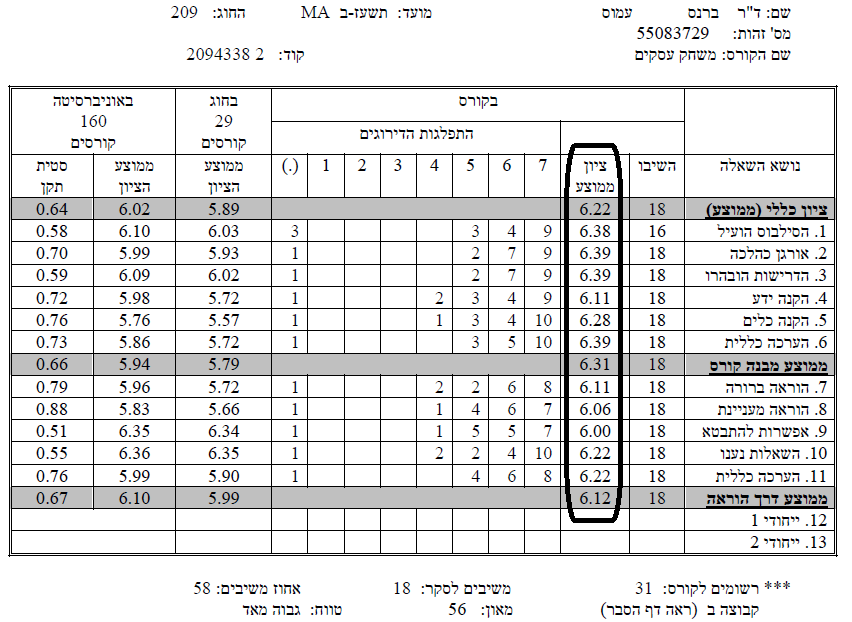 שם: ד"ר ברנס עמוס מועד: תשעז-ב MA החוג: 209
מס' זהות: 55083729
שם הקורס: משחק עסקים קוד: 2094338 2
בקורס בחוג באוניברסיטה
29 160
התפלגות הדירוגים קורסים קורסים
נושא השאלה השיבו ציון ממוצע 7 6 5 4 3 2 1 (.) ממוצע הציון ממוצע הציון סטית תקן
ציון כללי (ממוצע) 18 6.22 5.89 6.02 0.64
1. הסילבוס הועיל 16 6.38 9 4 3 3 6.03 6.10 0.58
2. אורגן כהלכה 18 6.39 9 7 2 1 5.93 5.99 0.70
3. הדרישות הובהרו 18 6.39 9 7 2 1 6.02 6.09 0.59
4. הקנה ידע 18 6.11 9 4 3 2 1 5.72 5.98 0.72
5. הקנה כלים 18 6.28 10 4 3 1 1 5.57 5.76 0.76
6. הערכה כללית 18 6.39 10 5 3 1 5.72 5.86 0.73
ממוצע מבנה קורס 18 6.31 5.79 5.94 0.66
7. הוראה ברורה 18 6.11 8 6 2 2 1 5.72 5.96 0.79
8. הוראה מעניינת 18 6.06 7 6 4 1 1 5.66 5.83 0.88
9. אפשרות להתבטא 18 6.00 7 5 5 1 1 6.34 6.35 0.51
10. השאלות נענו 18 6.22 10 4 2 2 1 6.35 6.36 0.55
11. הערכה כללית 18 6.22 8 6 4 1 5.90 5.99 0.76
ממוצע דרך הוראה 18 6.12 5.99 6.10 0.67
12. ייחודי 1
13. ייחודי 2
*** רשומים לקורס: 31 משיבים לסקר: 18 אחוז משיבים: 58
קבוצה ב (ראה דף הסבר) מאון: 56 טווח: גבוה מאד